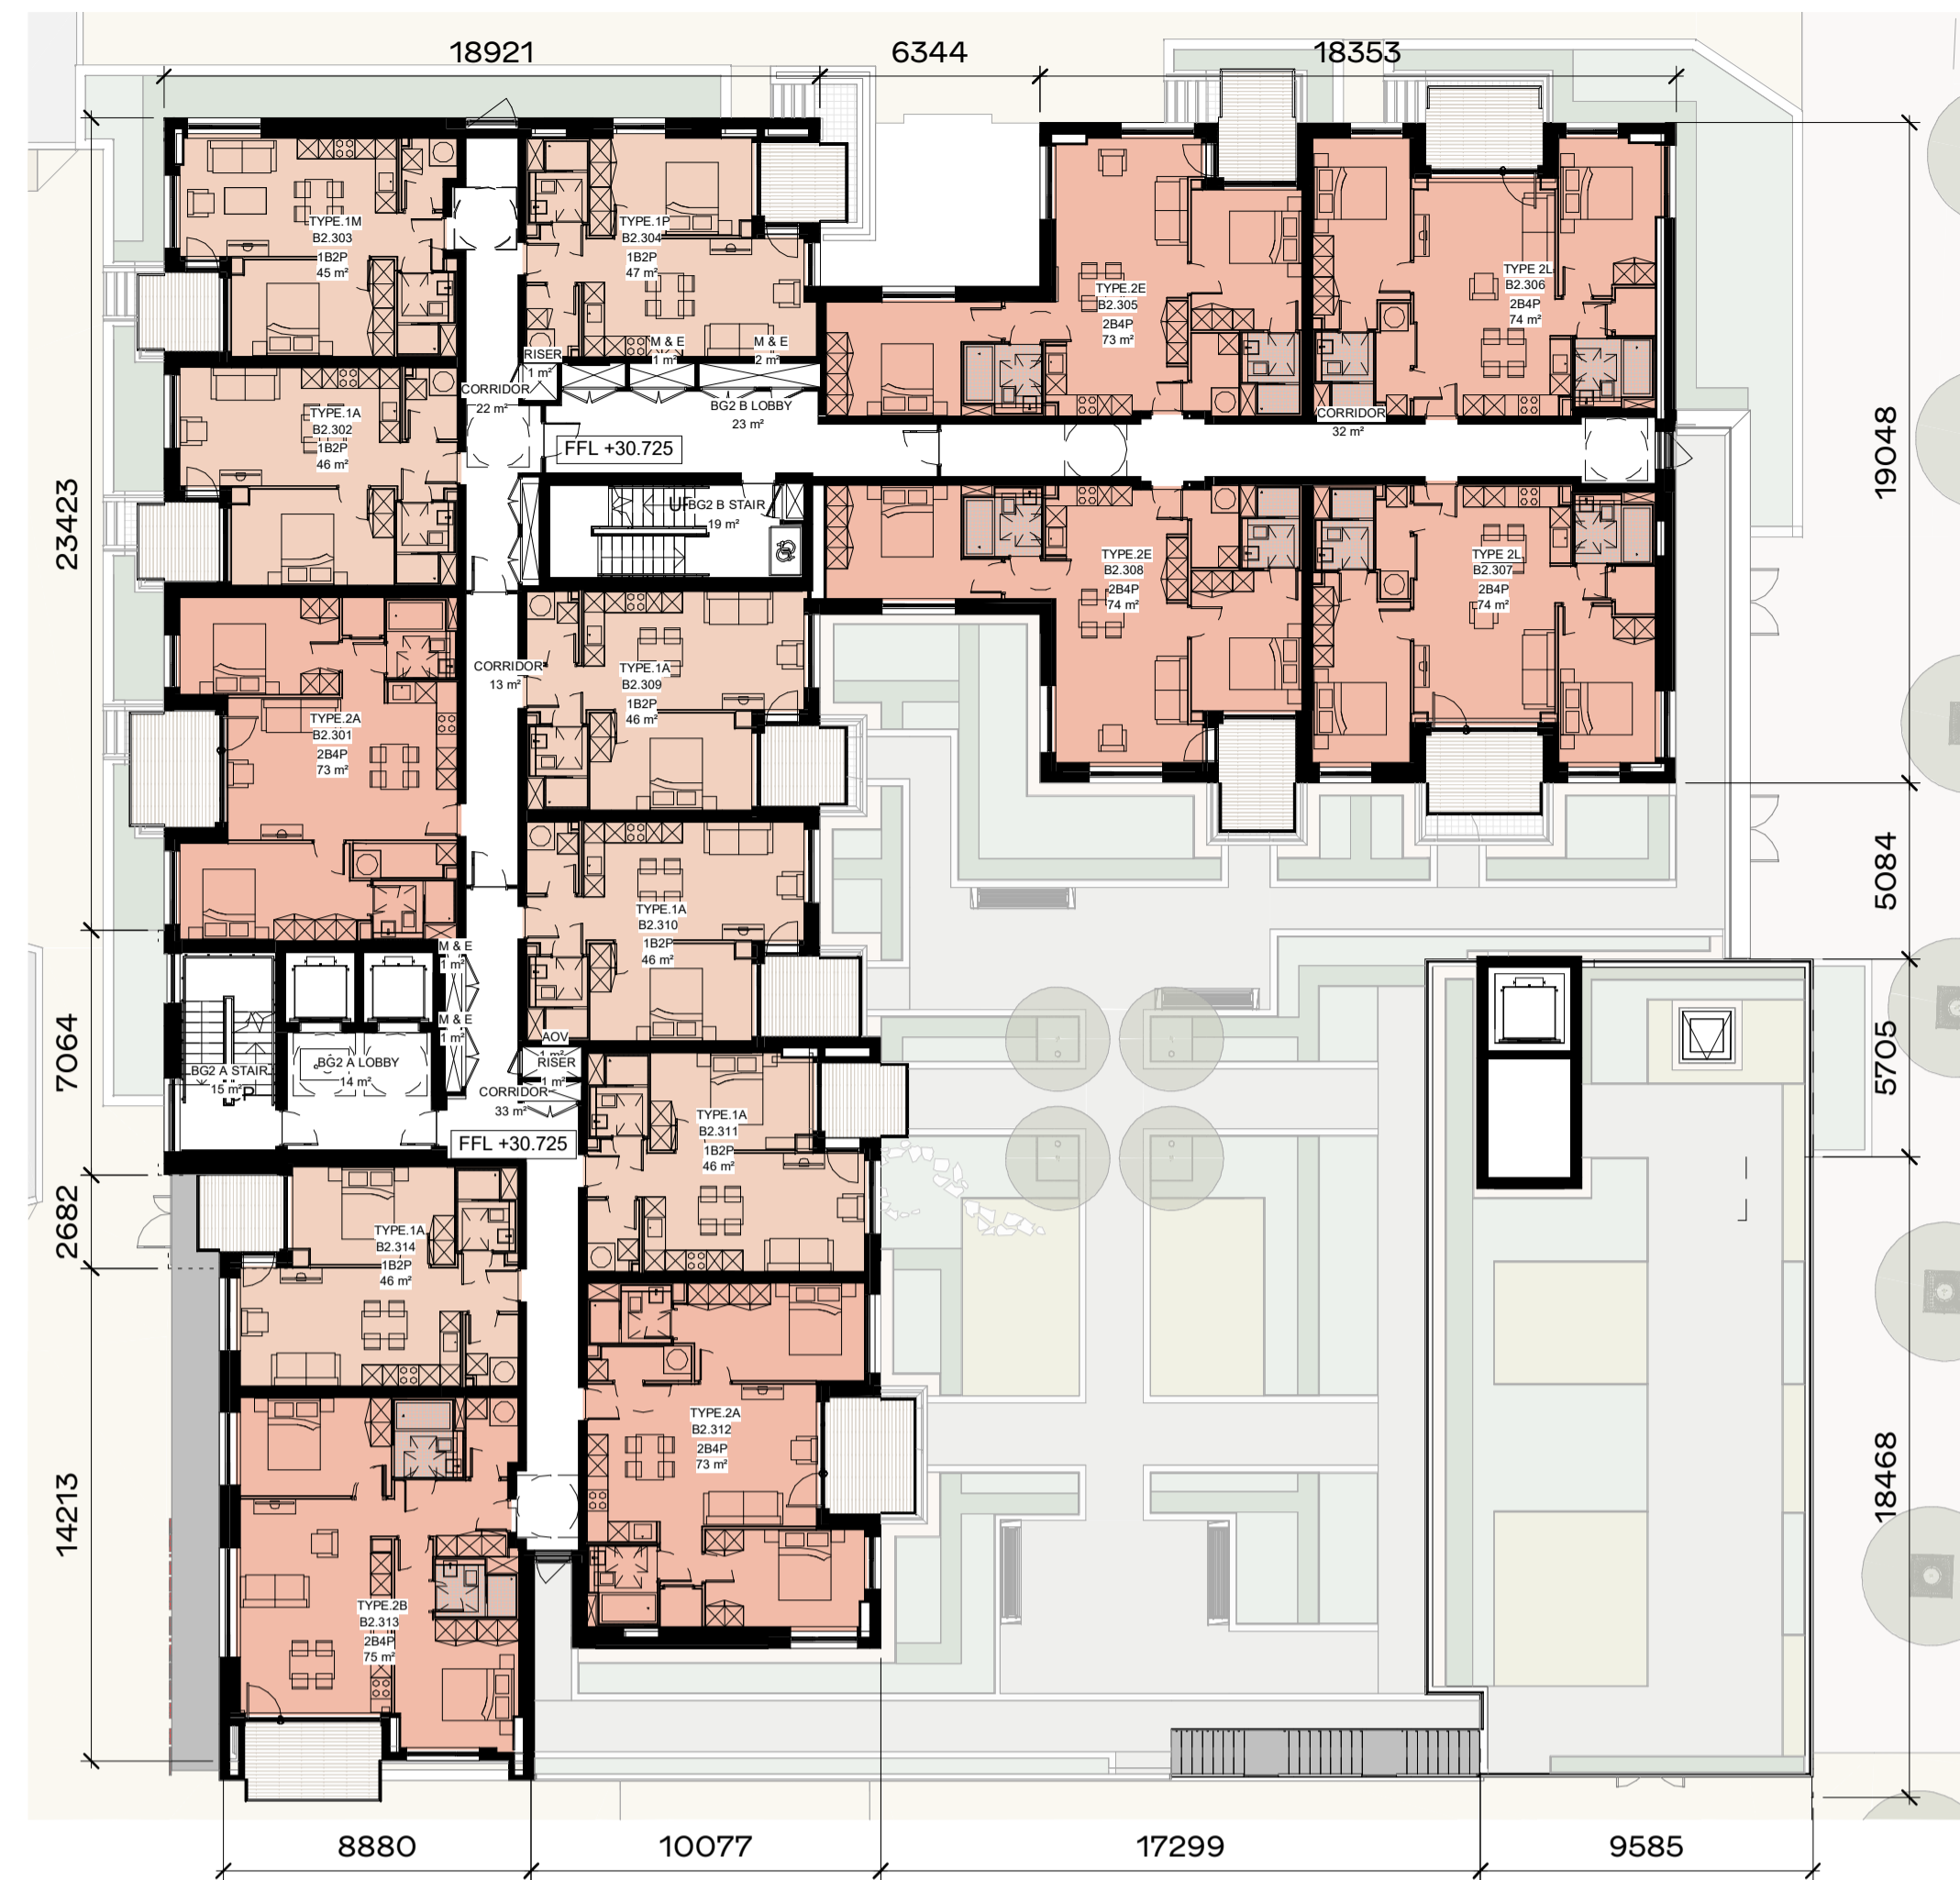 18921
6344
18353
23423
7064
2682
14213
19048
5084
5705
18468
8880
10077
17299
9585
TYPE.1M
B2.303
1B2P
45 m²
TYPE.1P
B2.304
1B2P
47 m²
TYPE.2E
B2.305
2B4P
73 m²
TYPE 2L
B2.306
2B4P
74 m²
M & E
1 m²
M & E
2 m²
RISER
1 m²
CORRIDOR
22 m²
BG2 B LOBBY
23 m²
CORRIDOR
32 m²
FFL +30.725
TYPE.1A
B2.302
1B2P
46 m²
BG2 B STAIR
19 m²
TYPE.2E
B2.308
2B4P
74 m²
TYPE 2L
B2.307
2B4P
74 m²
CORRIDOR
13 m²
TYPE.1A
B2.309
1B2P
46 m²
TYPE.2A
B2.301
2B4P
73 m²
TYPE.1A
B2.310
1B2P
46 m²
M & E
1 m²
M & E
1 m²
AOV
1 m²
RISER
1 m²
BG2 A STAIR
15 m²
BG2 A LOBBY
14 m²
CORRIDOR
33 m²
FFL +30.725
TYPE.1A
B2.311
1B2P
46 m²
TYPE.1A
B2.314
1B2P
46 m²
TYPE.2A
B2.312
2B4P
73 m²
TYPE.2B
B2.313
2B4P
75 m²